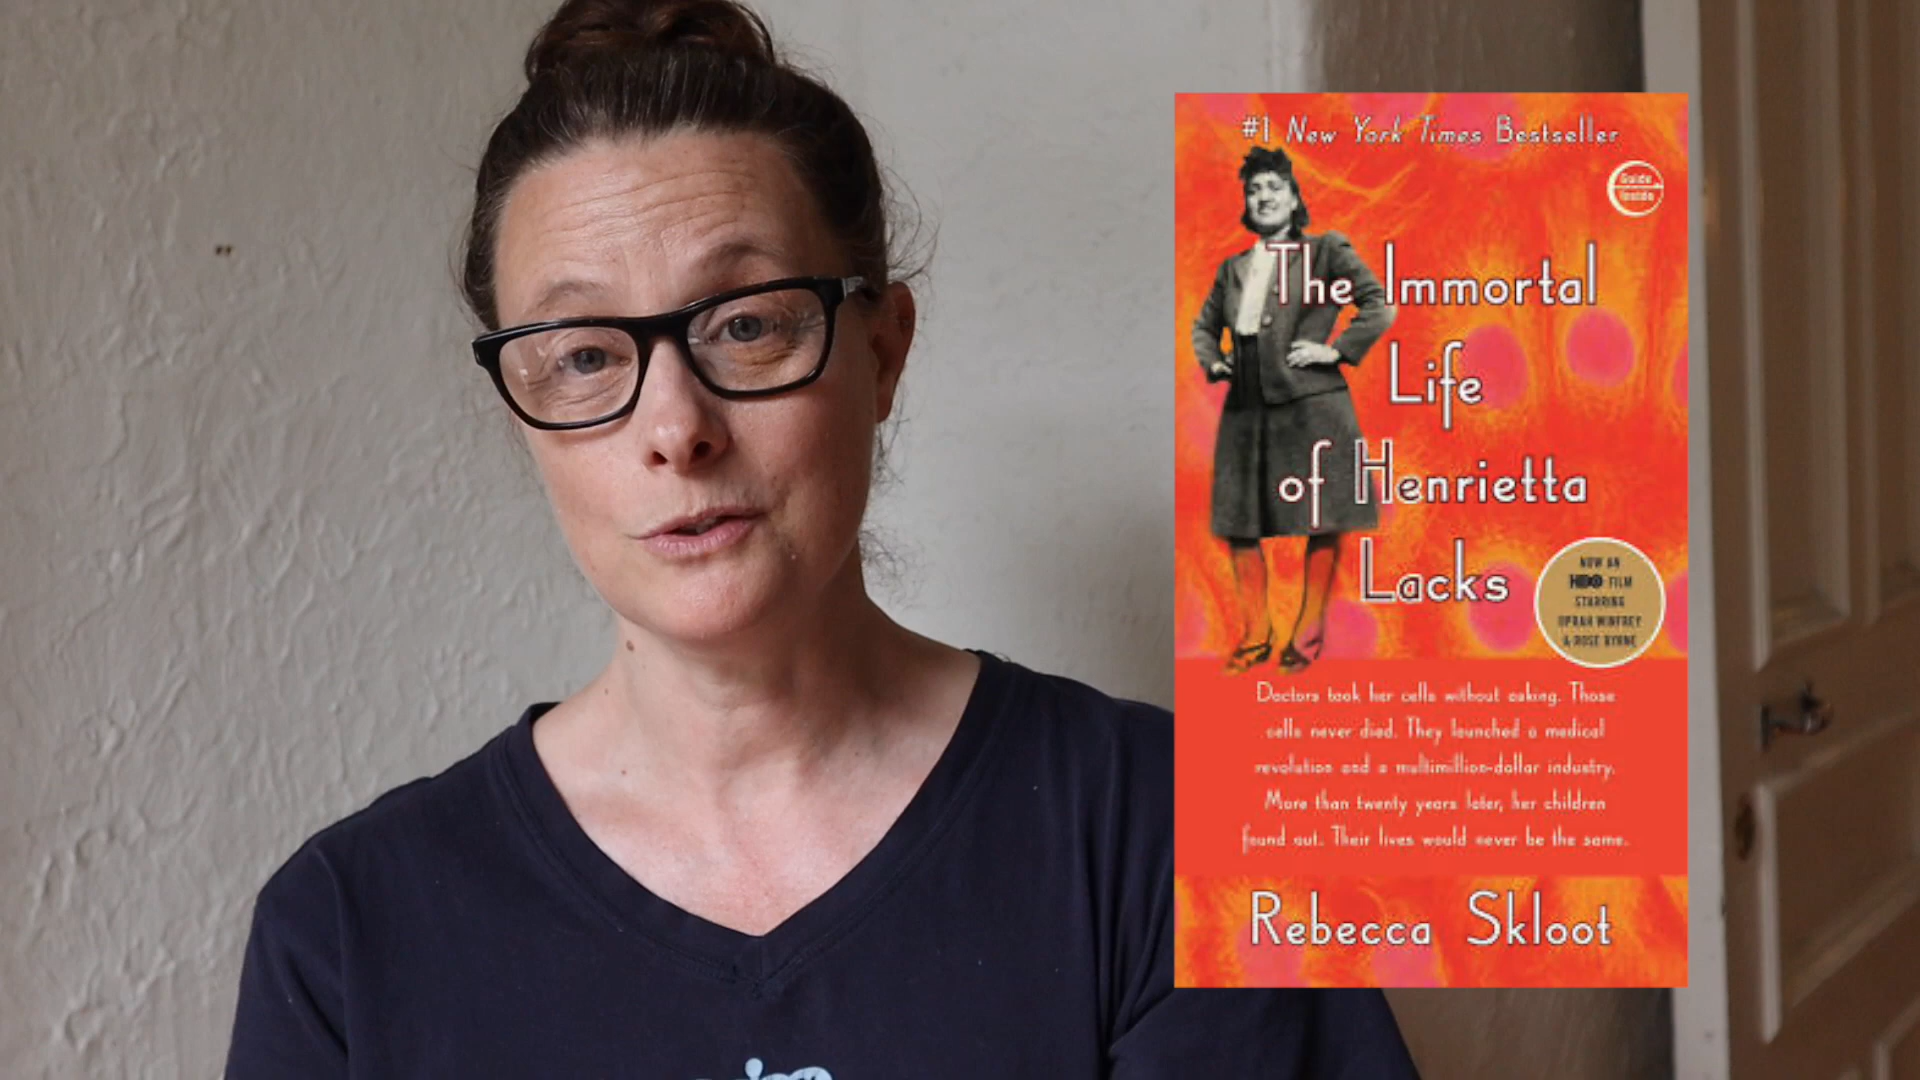 #1 New York Times Bestseller
Guide
Inside
The Immortal
Life
of Henrietta
Lacks
NOW AN
HBO FILM
STARRING
OPRAH WINFREY
& ROSE BYRNE
Doctors took her cells without asking. Those
cells never died. They launched a medical
revolution and a multimillion-dollar industry.
More than twenty years later, her children
found out. Their lives would never be the same.
Rebecca Skloot